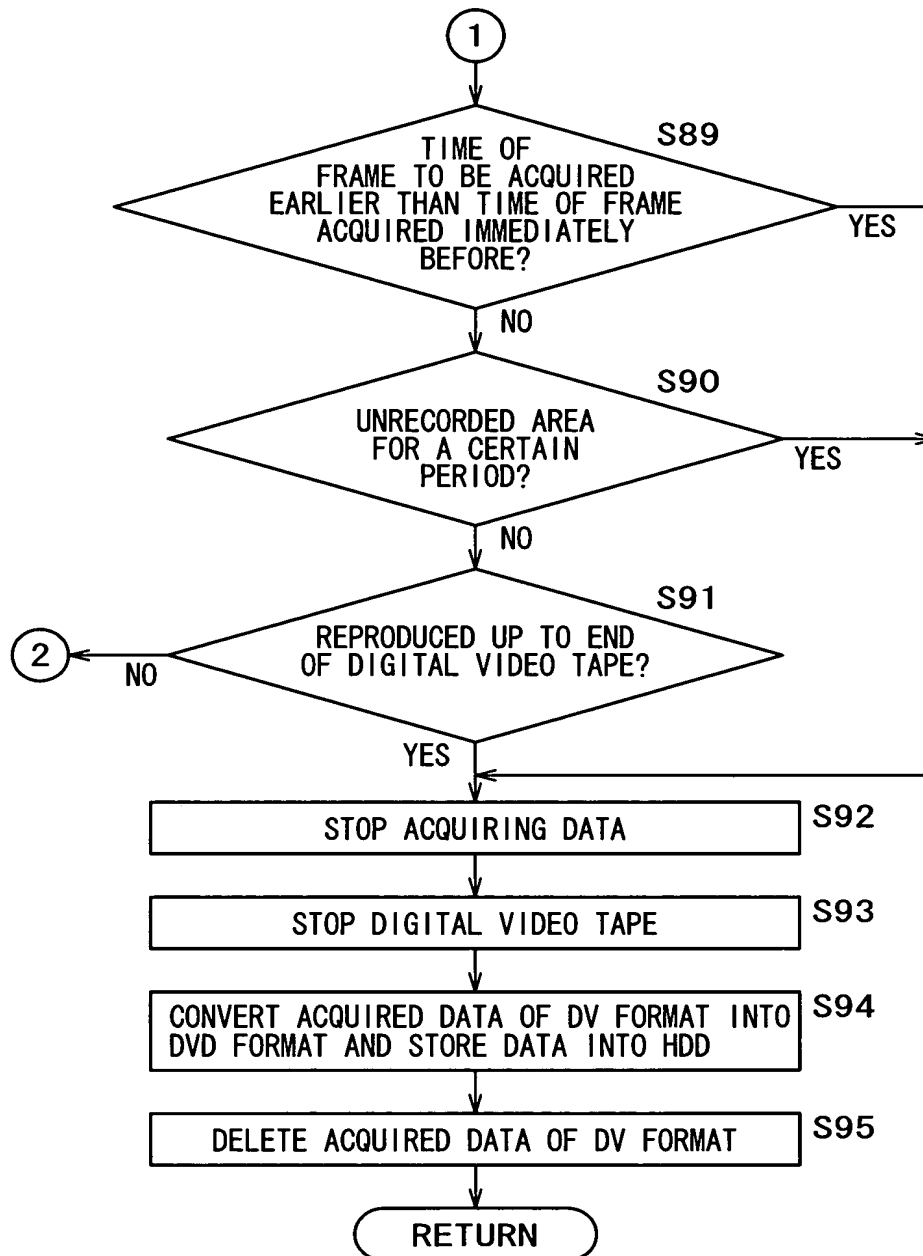 1
S89
TIME OF
FRAME TO BE ACQUIRED
EARLIER THAN TIME OF FRAME
ACQUIRED IMMEDIATELY
BEFORE?
YES
NO
S90
UNRECORDED AREA
FOR A CERTAIN
PERIOD?
YES
NO
S91
REPRODUCED UP TO END
OF DIGITAL VIDEO TAPE?
2
NO
YES
STOP ACQUIRING DATA
S92
STOP DIGITAL VIDEO TAPE
S93
CONVERT ACQUIRED DATA OF DV FORMAT INTO
DVD FORMAT AND STORE DATA INTO HDD
S94
DELETE ACQUIRED DATA OF DV FORMAT
S95
RETURN